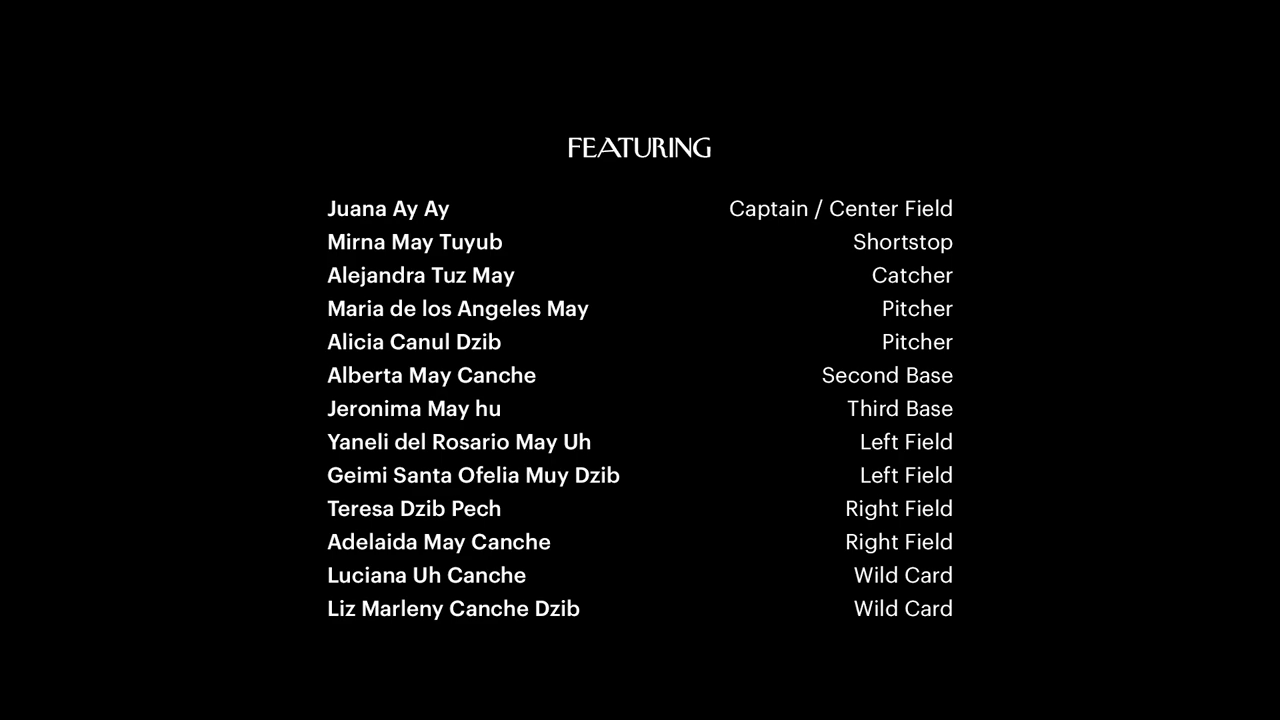 FEATURING
Juana Ay Ay Captain / Center Field
Mirna May Tuyub Shortstop
Alejandra Tuz May Catcher
Maria de los Angeles May Pitcher
Alicia Canul Dzib Pitcher
Alberta May Canche Second Base
Jeronima May hu Third Base
Yaneli del Rosario May Uh Left Field
Geimi Santa Ofelia Muy Dzib Left Field
Teresa Dzib Pech Right Field
Adelaida May Canche Right Field
Luciana Uh Canche Wild Card
Liz Marleny Canche Dzib Wild Card